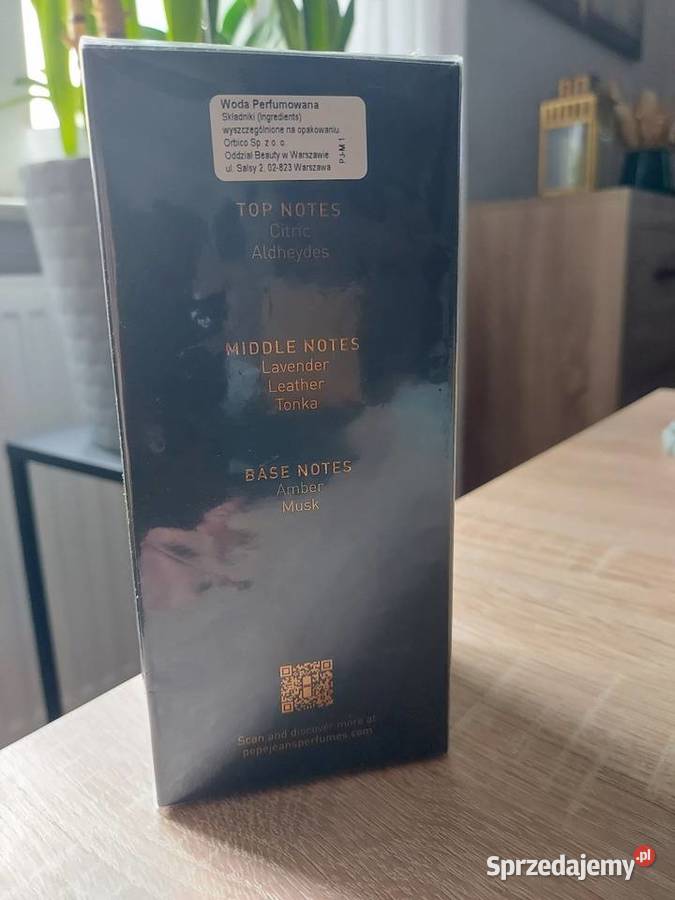 Woda Perfumowana
Składniki (Ingredients)
wyszczególnione na opakowaniu.
Orbico Sp. z o. o.
Oddział Beauty w Warszawie
ul. Salsy 2, 02-823 Warszawa
PJ-M 1
TOP NOTES
Citric
Aldheydes
MIDDLE NOTES
Lavender
Leather
Tonka
BASE NOTES
Amber
Musk
Scan and discover more at
pepejeansperfumes.com
Sprzedajemy.pl